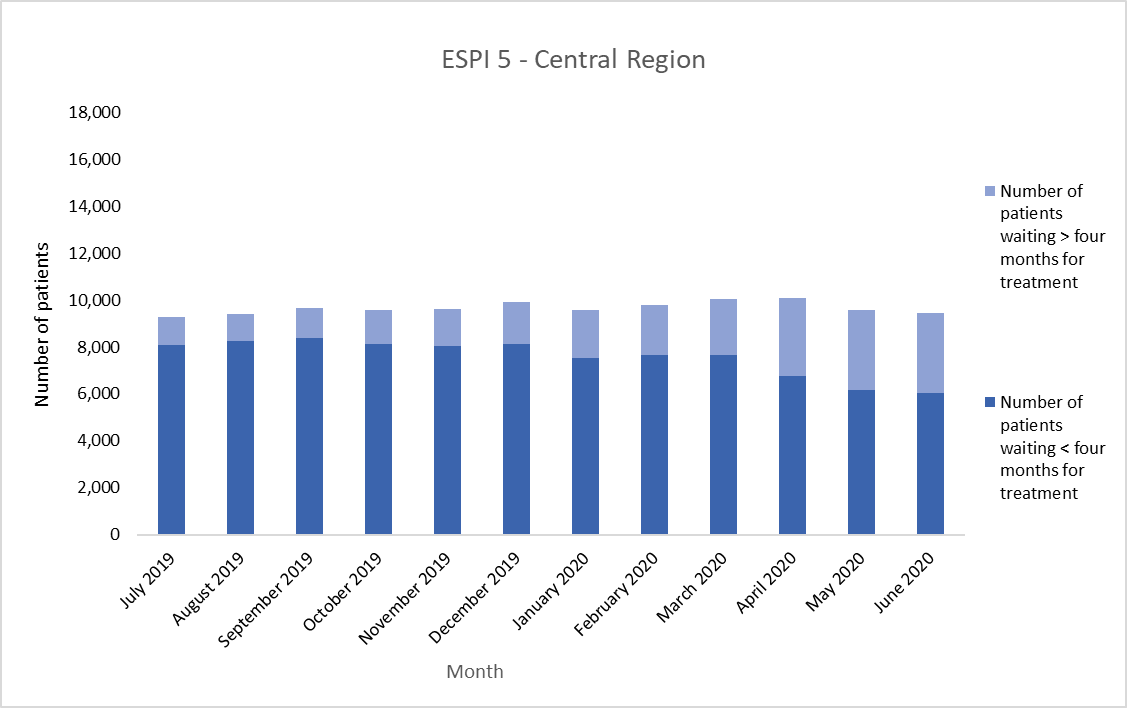 ESPI 5 - Central Region
18,000
16,000
14,000
12,000
10,000
8,000
6,000
4,000
2,000
0
Number of patients
July 2019
August 2019
September 2019
October 2019
November 2019
December 2019
January 2020
February 2020
March 2020
April 2020
May 2020
June 2020
Month
Number of
patients
waiting > four
months for
treatment
Number of
patients
waiting < four
months for
treatment